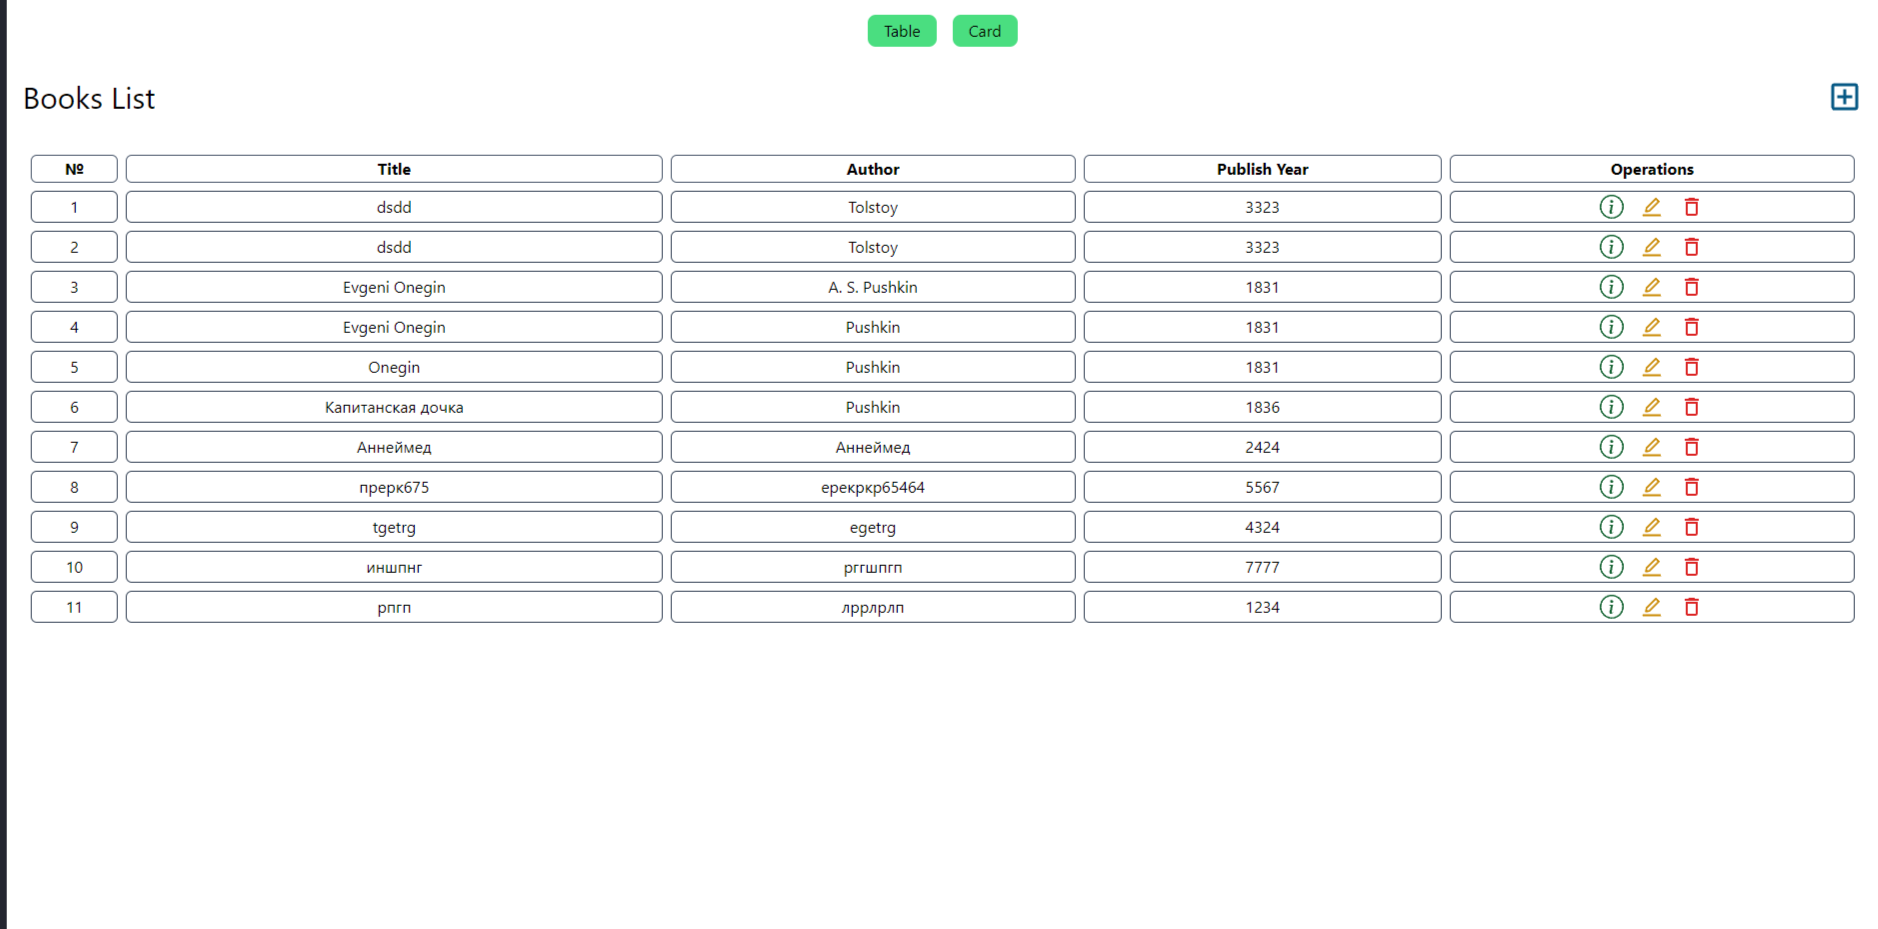 Table Card
Books List
№ Title Author Publish Year Operations
1 dsdd Tolstoy 3323
2 dsdd Tolstoy 3323
3 Evgeni Onegin A. S. Pushkin 1831
4 Evgeni Onegin Pushkin 1831
5 Onegin Pushkin 1831
6 Капитанская дочка Pushkin 1836
7 Аннеймед Аннеймед 2424
8 прерк675 ерекркр65464 5567
9 tgetrg egetrg 4324
10 иншпнг рггшпгп 7777
11 рпгп лррлрлп 1234